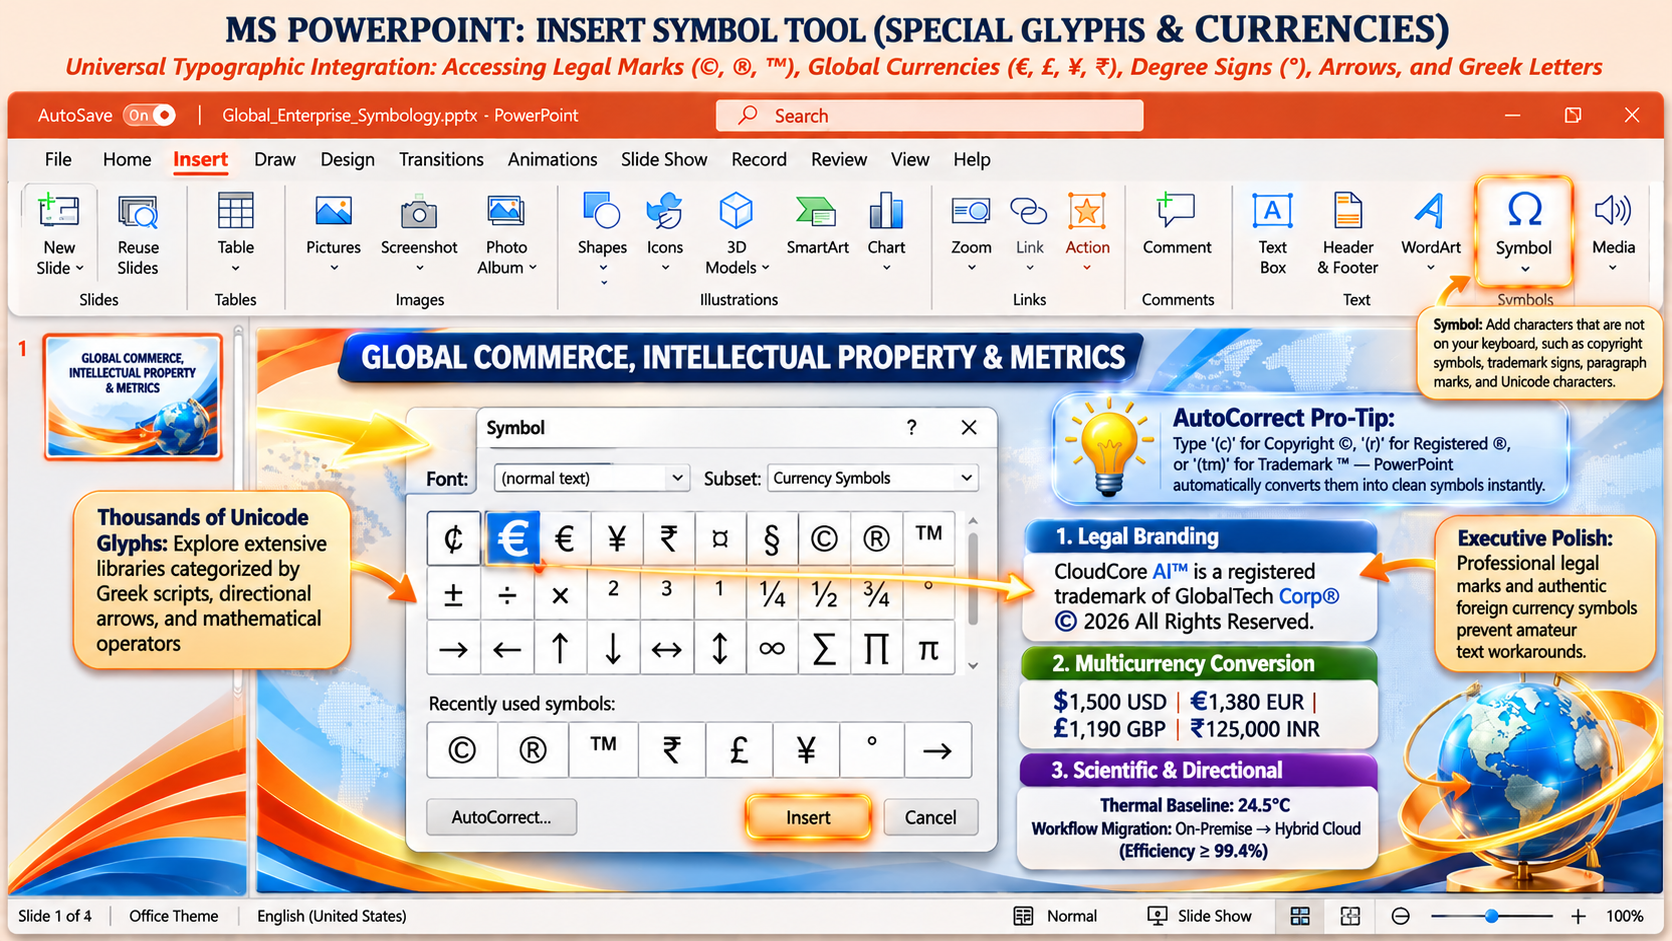 MS POWERPOINT: INSERT SYMBOL TOOL (SPECIAL GLYPHS & CURRENCIES)
Universal Typographic Integration: Accessing Legal Marks (©, ®, ™), Global Currencies (€, £, ¥, ₹), Degree Signs (°), Arrows, and Greek Letters
AutoSave On | Global_Enterprise_Symbology.pptx - PowerPoint
Search
File Home Insert Draw Design Transitions Animations Slide Show Record Review View Help
New Slide
Reuse Slides
Table
Pictures
Screenshot
Photo Album
Shapes
Icons
3D Models
SmartArt
Chart
Zoom
Link
Action
Comment
Text Box
Header & Footer
WordArt
Ω
Symbol
Media
Slides Tables Images Illustrations Links Comments Text Symbols
Symbol: Add characters that are not
on your keyboard, such as copyright
symbols, trademark signs, paragraph
marks, and Unicode characters.
1
GLOBAL COMMERCE,
INTELLECTUAL PROPERTY
& METRICS
GLOBAL COMMERCE, INTELLECTUAL PROPERTY & METRICS
Thousands of Unicode
Glyphs: Explore extensive
libraries categorized by
Greek scripts, directional
arrows, and mathematical
operators
Symbol ? ×
Font: (normal text) Subset: Currency Symbols
¢ € € ¥ ₹ ¤ § © ® ™
± ÷ × ² ³ ¹ ¼ ½ ¾ °
→ ← ↑ ↓ ↔ ↕ ∞ ∑ ∏ π
Recently used symbols:
© ® ™ ₹ £ ¥ ° →
AutoCorrect... Insert Cancel
AutoCorrect Pro-Tip:
Type '(c)' for Copyright ©, '(r)' for Registered ®,
or '(tm)' for Trademark ™ — PowerPoint
automatically converts them into clean symbols instantly.
1. Legal Branding
CloudCore AI™ is a registered
trademark of GlobalTech Corp®
© 2026 All Rights Reserved.
2. Multicurrency Conversion
$1,500 USD | €1,380 EUR |
£1,190 GBP | ₹125,000 INR
3. Scientific & Directional
Thermal Baseline: 24.5°C
Workflow Migration: On-Premise → Hybrid Cloud
(Efficiency ≥ 99.4%)
Executive Polish:
Professional legal
marks and authentic
foreign currency symbols
prevent amateur
text workarounds.
Slide 1 of 4 Office Theme English (United States) Normal Slide Show 100%